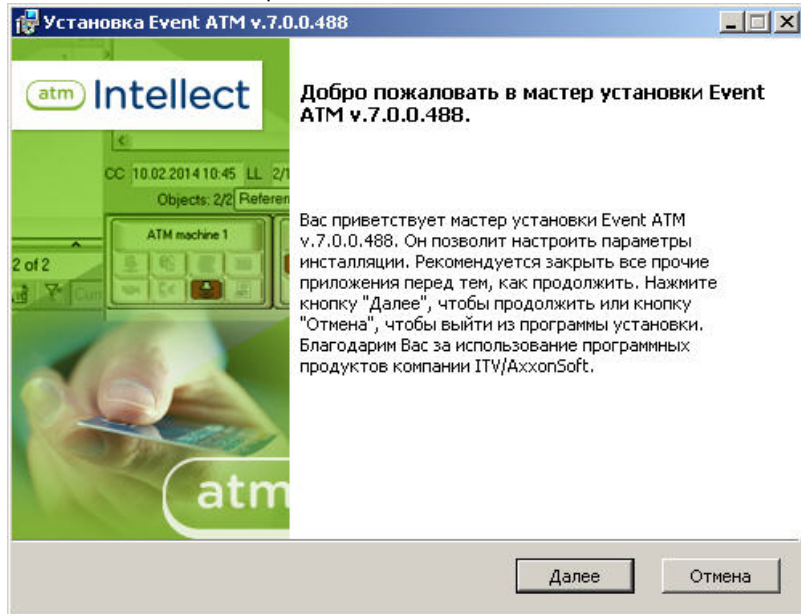 Установка Event ATM v.7.0.0.488
atm Intellect
Добро пожаловать в мастер установки Event
ATM v.7.0.0.488.
CC 10.02.2014 10:45 LL 2/1
Objects: 2/2 Referen
ATM machine 1
2 of 2
Вас приветствует мастер установки Event ATM
v.7.0.0.488. Он позволит настроить параметры
инсталляции. Рекомендуется закрыть все прочие
приложения перед тем, как продолжить. Нажмите
кнопку "Далее", чтобы продолжить или кнопку
"Отмена", чтобы выйти из программы установки.
Благодарим Вас за использование программных
продуктов компании ITV/AxxonSoft.
atm
Далее
Отмена